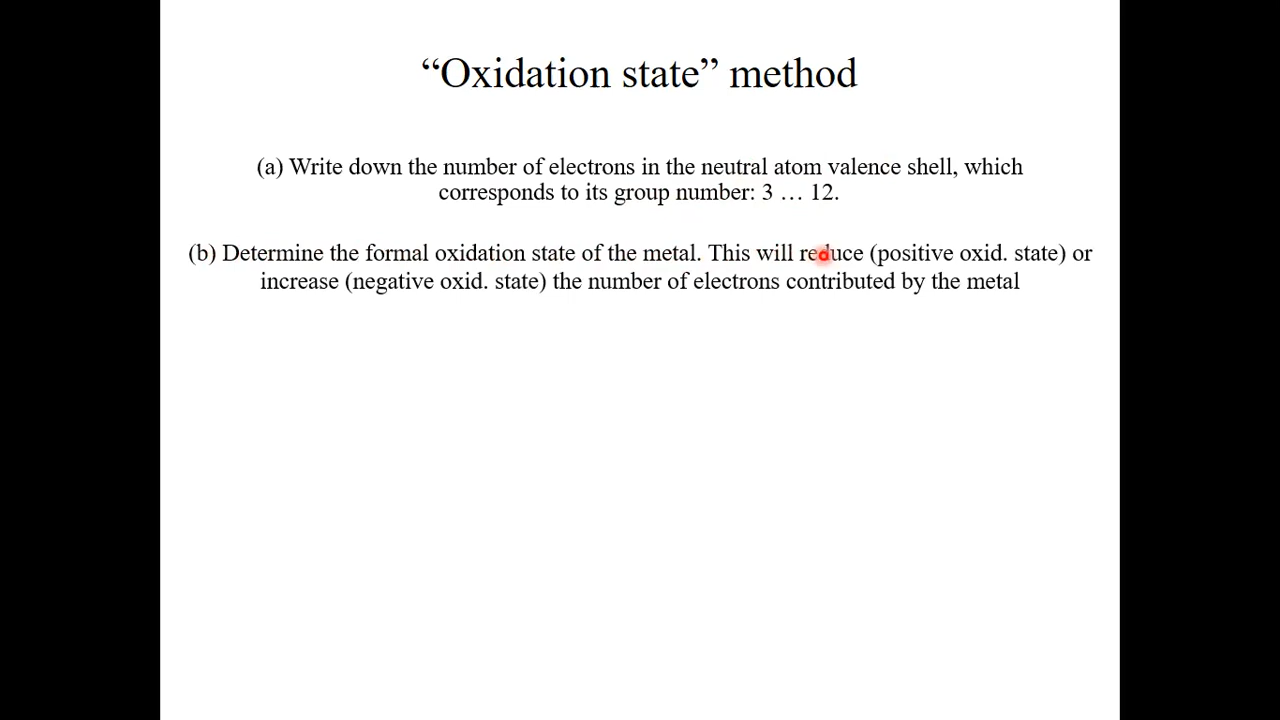 “Oxidation state” method
(a) Write down the number of electrons in the neutral atom valence shell, which
corresponds to its group number: 3 … 12.
(b) Determine the formal oxidation state of the metal. This will reduce (positive oxid. state) or
increase (negative oxid. state) the number of electrons contributed by the metal